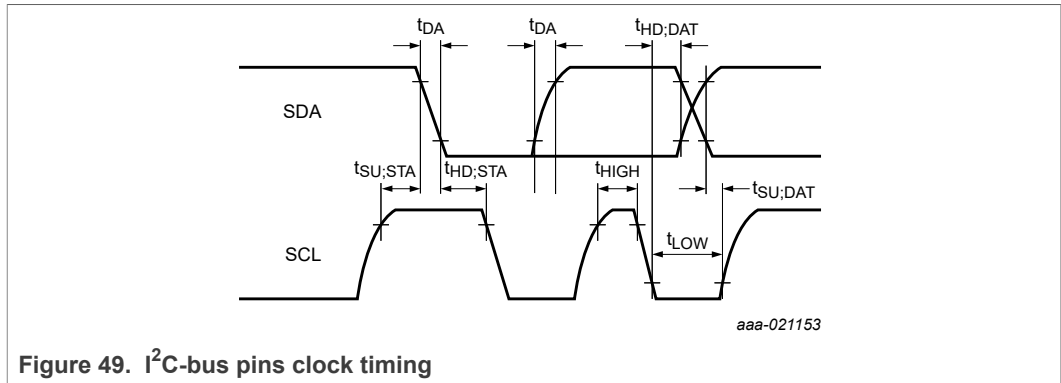 tDA tDA tHD;DAT
SDA
tSU;STA tHD;STA tHIGH tSU;DAT
tLOW
SCL
aaa-021153
Figure 49. I²C-bus pins clock timing